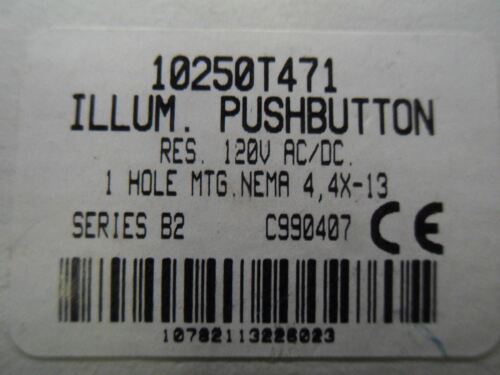 10250T471
ILLUM. PUSHBUTTON
RES. 120V AC/DC.
1 HOLE MTG.NEMA 4,4X-13
SERIES B2 C990407 CE
10782113226023